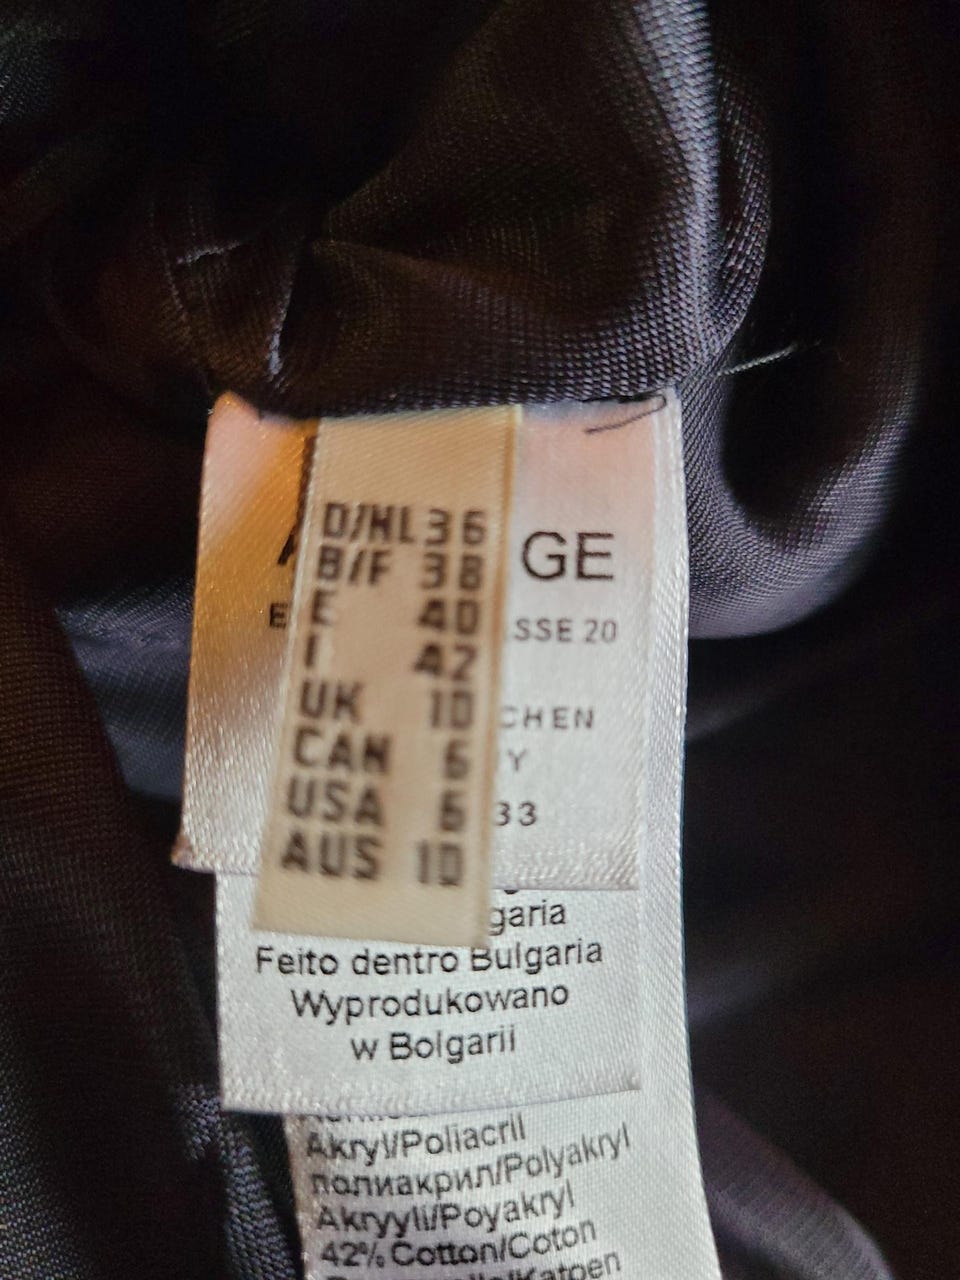 D/NL 36
B/F 38
E 40
I 42
UK 10
CAN 6
USA 6
AUS 10
GE
SSE 20
CHEN
Y
33
garia
Feito dentro Bulgaria
Wyprodukowano
w Bolgarii
Akryl/Poliacril
полиакрил/Polyakryl
Akryyli/Poyakryl
42% Cotton/Coton